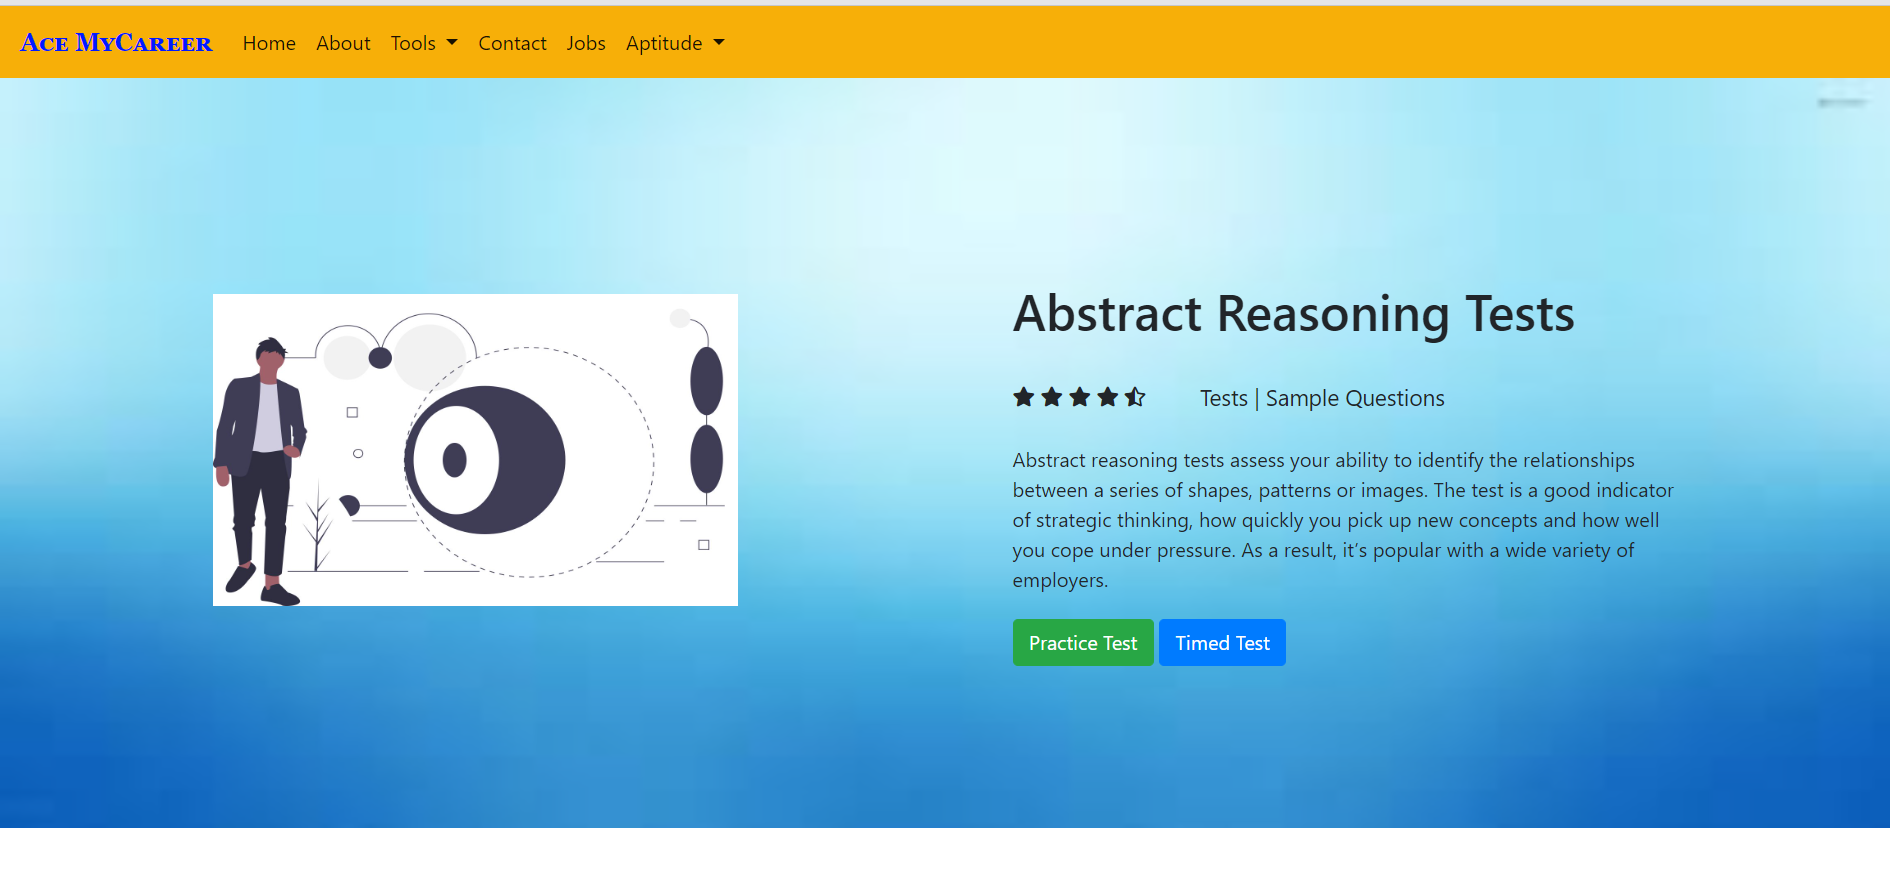 Ace MyCareer Home About Tools Contact Jobs Aptitude
Abstract Reasoning Tests
Tests | Sample Questions
Abstract reasoning tests assess your ability to identify the relationships
between a series of shapes, patterns or images. The test is a good indicator
of strategic thinking, how quickly you pick up new concepts and how well
you cope under pressure. As a result, it’s popular with a wide variety of
employers.
Practice Test Timed Test